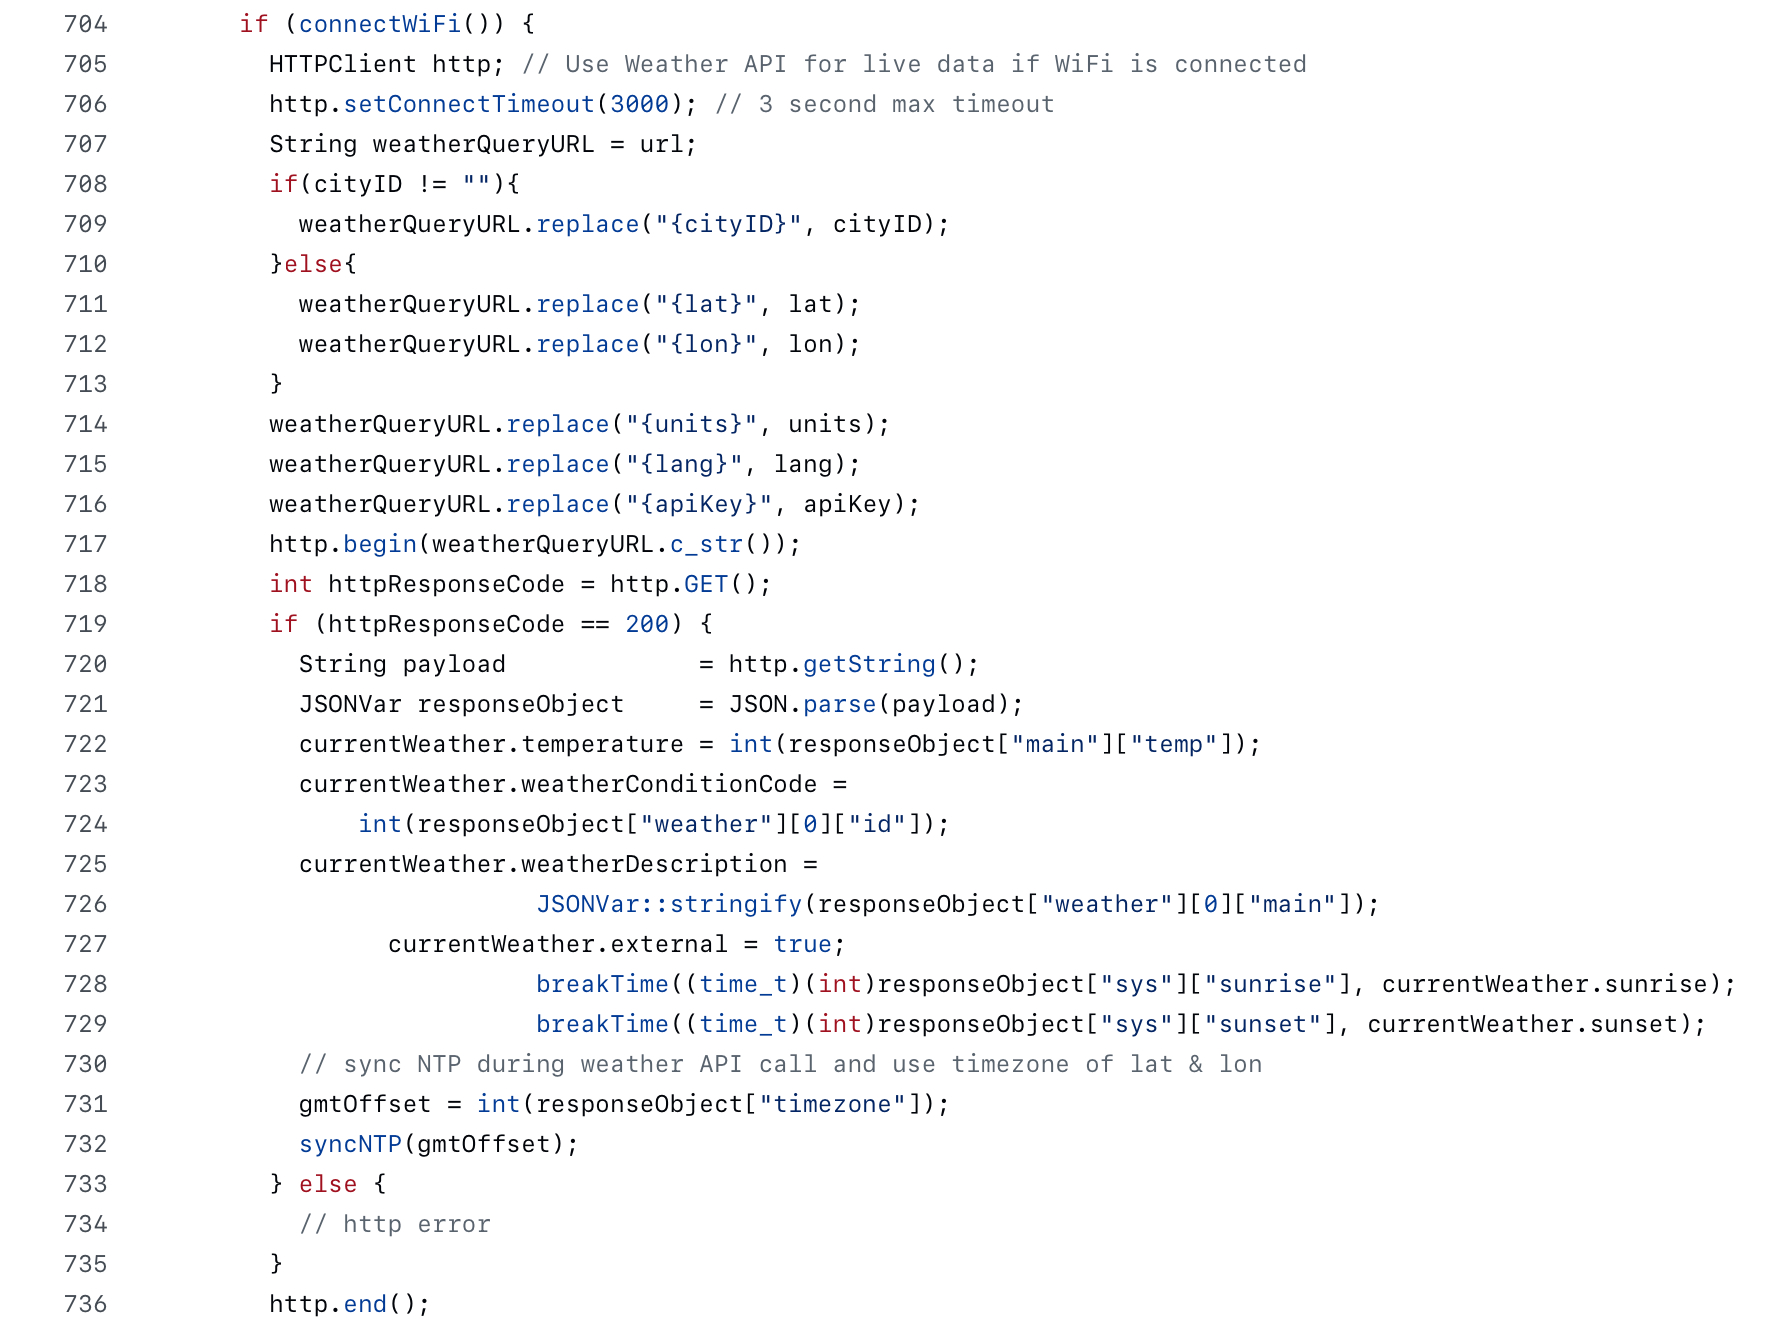 704         if (connectWiFi()) {
705           HTTPClient http; // Use Weather API for live data if WiFi is connected
706           http.setConnectTimeout(3000); // 3 second max timeout
707           String weatherQueryURL = url;
708           if(cityID != ""){
709             weatherQueryURL.replace("{cityID}", cityID);
710           }else{
711             weatherQueryURL.replace("{lat}", lat);
712             weatherQueryURL.replace("{lon}", lon);
713           }
714           weatherQueryURL.replace("{units}", units);
715           weatherQueryURL.replace("{lang}", lang);
716           weatherQueryURL.replace("{apiKey}", apiKey);
717           http.begin(weatherQueryURL.c_str());
718           int httpResponseCode = http.GET();
719           if (httpResponseCode == 200) {
720             String payload             = http.getString();
721             JSONVar responseObject     = JSON.parse(payload);
722             currentWeather.temperature = int(responseObject["main"]["temp"]);
723             currentWeather.weatherConditionCode =
724                 int(responseObject["weather"][0]["id"]);
725             currentWeather.weatherDescription =
726                             JSONVar::stringify(responseObject["weather"][0]["main"]);
727                   currentWeather.external = true;
728                             breakTime((time_t)(int)responseObject["sys"]["sunrise"], currentWeather.sunrise);
729                             breakTime((time_t)(int)responseObject["sys"]["sunset"], currentWeather.sunset);
730             // sync NTP during weather API call and use timezone of lat & lon
731             gmtOffset = int(responseObject["timezone"]);
732             syncNTP(gmtOffset);
733           } else {
734             // http error
735           }
736           http.end();